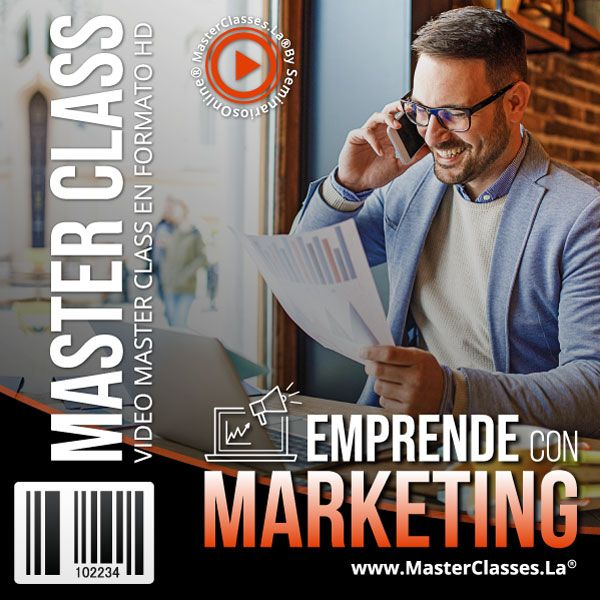 MASTER CLASS
VIDEO MASTER CLASS EN FORMATO HD
MasterClasses.La® By SeminariosOnline®
EMPRENDE CON
MARKETING
102234
www.MasterClasses.La®